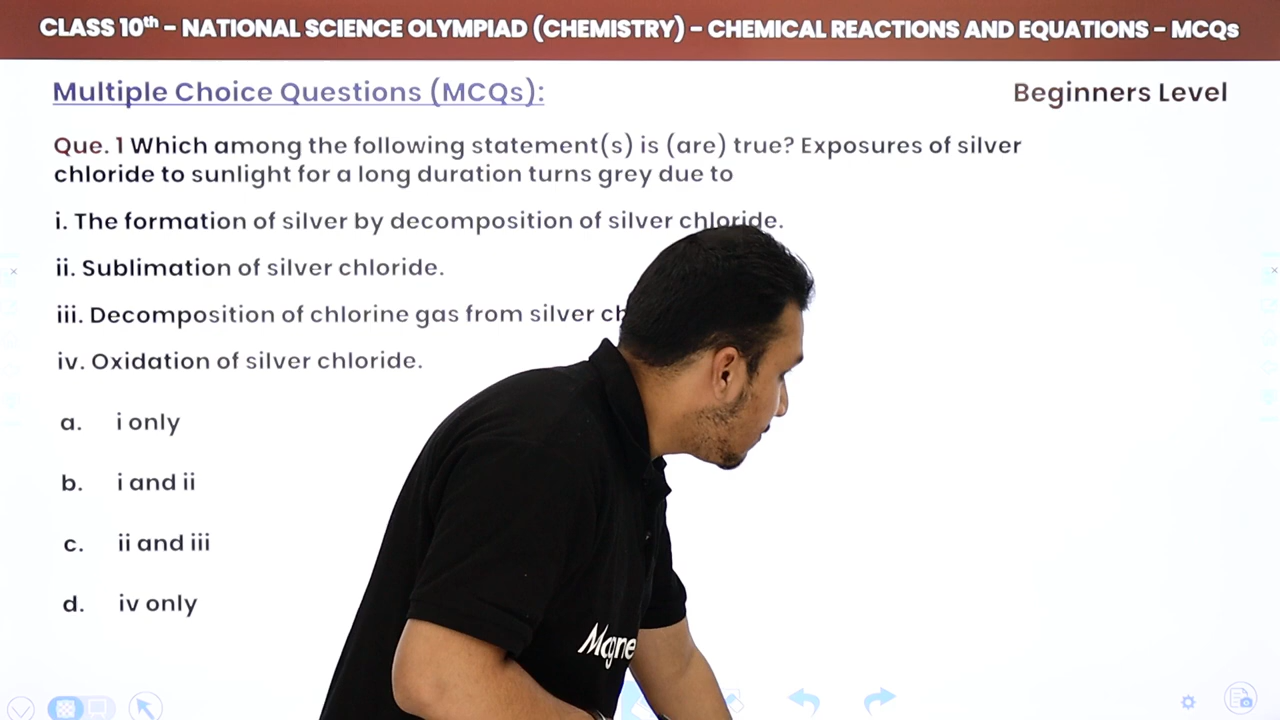 CLASS 10th – NATIONAL SCIENCE OLYMPIAD (CHEMISTRY) – CHEMICAL REACTIONS AND EQUATIONS – MCQs
Multiple Choice Questions (MCQs):
Beginners Level
Que. 1 Which among the following statement(s) is (are) true? Exposures of silver
chloride to sunlight for a long duration turns grey due to
i. The formation of silver by decomposition of silver chloride.
ii. Sublimation of silver chloride.
iii. Decomposition of chlorine gas from silver
iv. Oxidation of silver chloride.
a. i only
b. i and ii
c. ii and iii
d. iv only